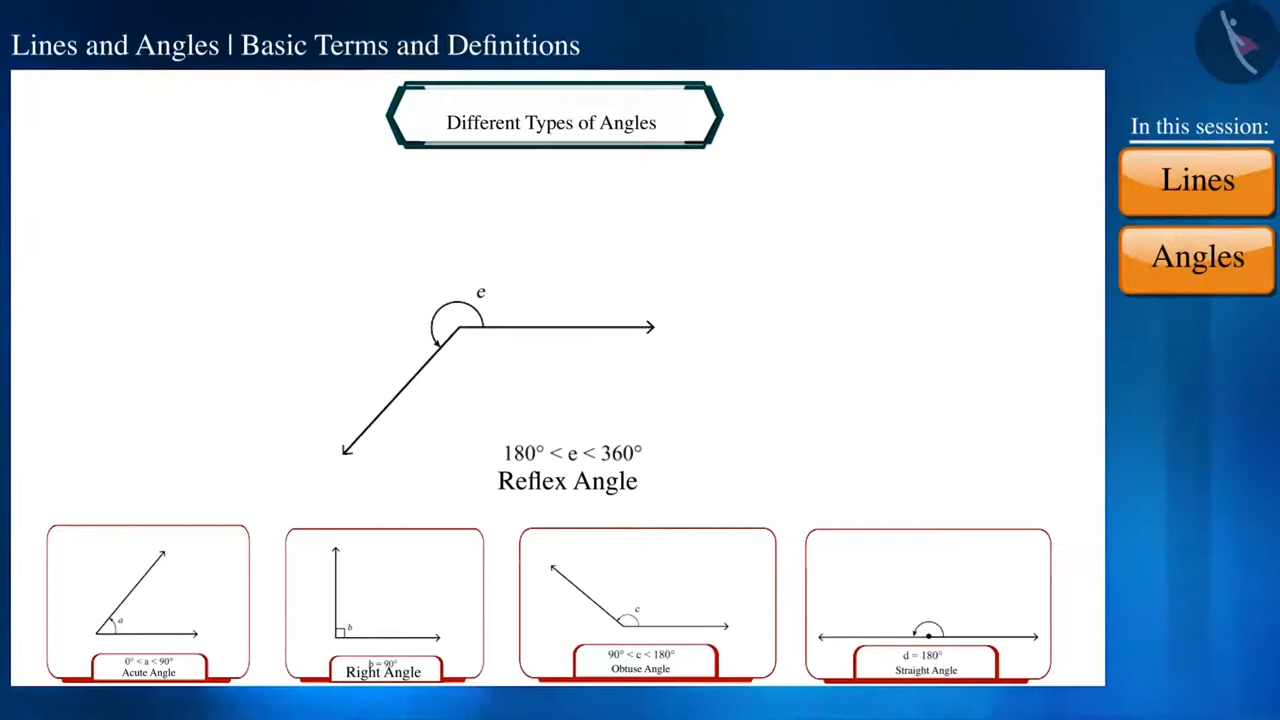 Lines and Angles | Basic Terms and Definitions
In this session:
Lines
Angles
Different Types of Angles
e
180° < e < 360°
Reflex Angle
a
0° < a < 90°
Acute Angle
b
b = 90°
Right Angle
c
90° < c < 180°
Obtuse Angle
d = 180°
Straight Angle